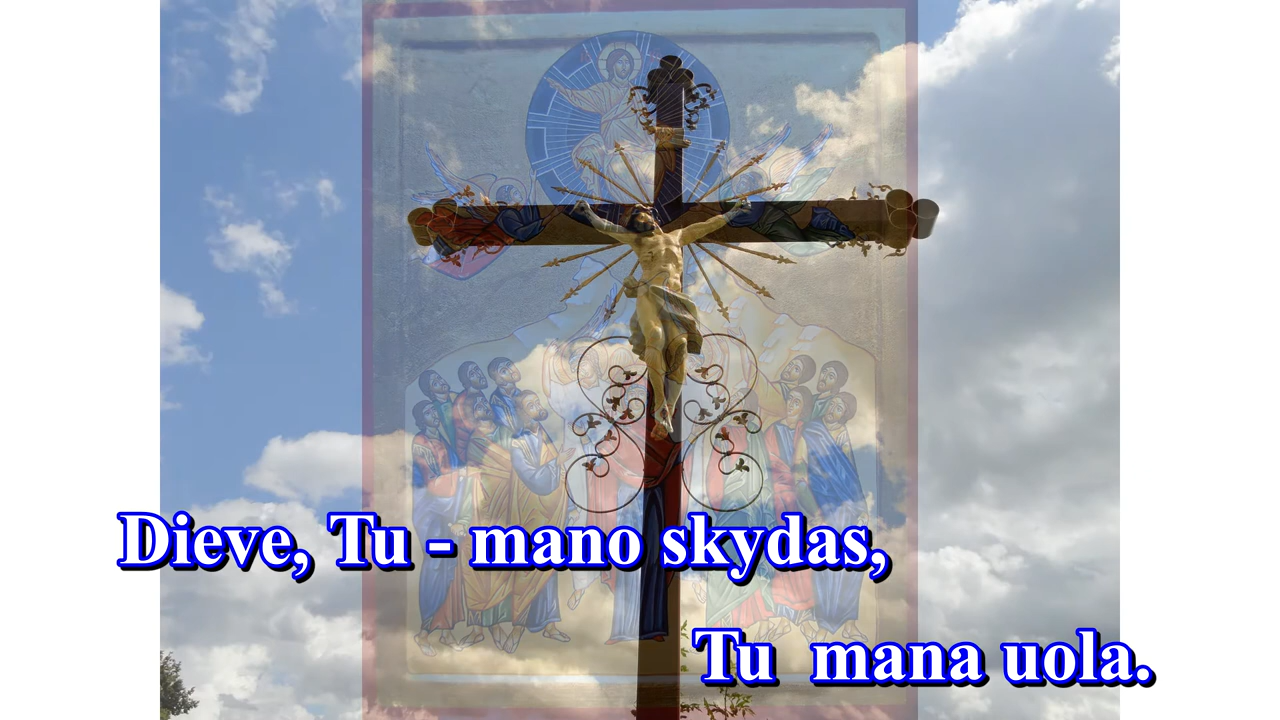 Dieve, Tu - mano skydas,
Tu mana uola.